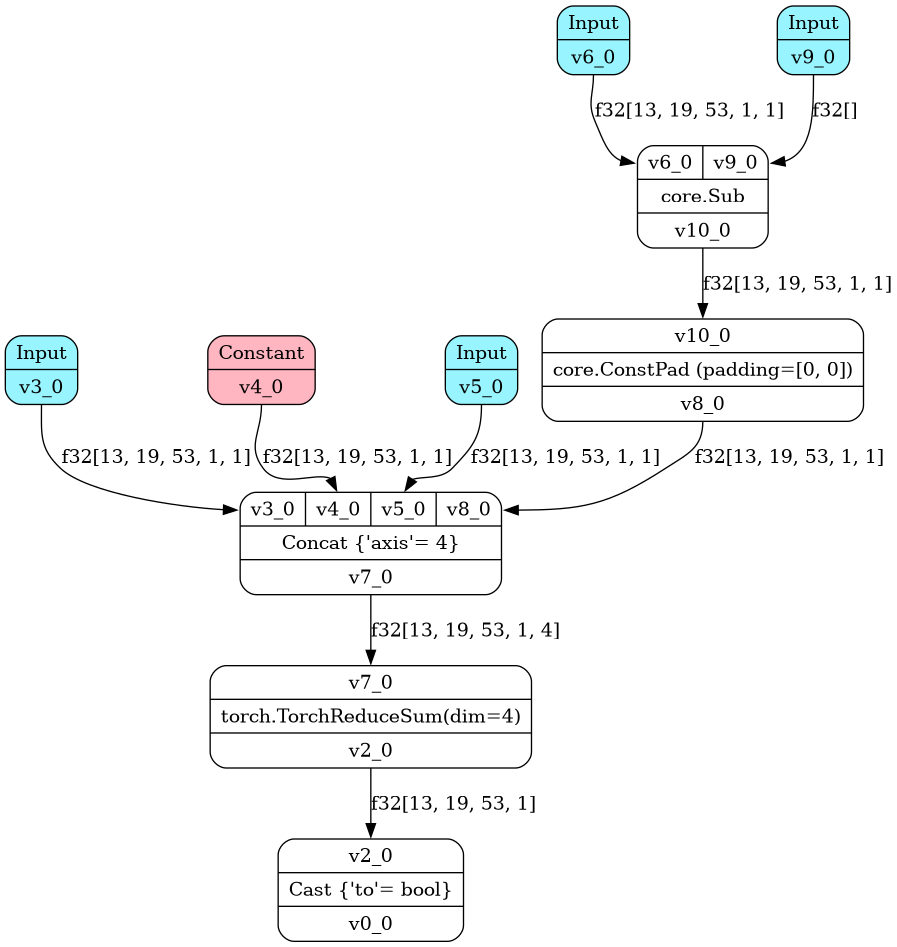 Input
v6_0
Input
v9_0
f32[13, 19, 53, 1, 1]
f32[]
v6_0 v9_0
core.Sub
v10_0
f32[13, 19, 53, 1, 1]
Input
v3_0
Constant
v4_0
Input
v5_0
v10_0
core.ConstPad (padding=[0, 0])
v8_0
f32[13, 19, 53, 1, 1]
f32[13, 19, 53, 1, 1]
f32[13, 19, 53, 1, 1]
f32[13, 19, 53, 1, 1]
v3_0 v4_0 v5_0 v8_0
Concat {'axis'= 4}
v7_0
f32[13, 19, 53, 1, 4]
v7_0
torch.TorchReduceSum(dim=4)
v2_0
f32[13, 19, 53, 1]
v2_0
Cast {'to'= bool}
v0_0